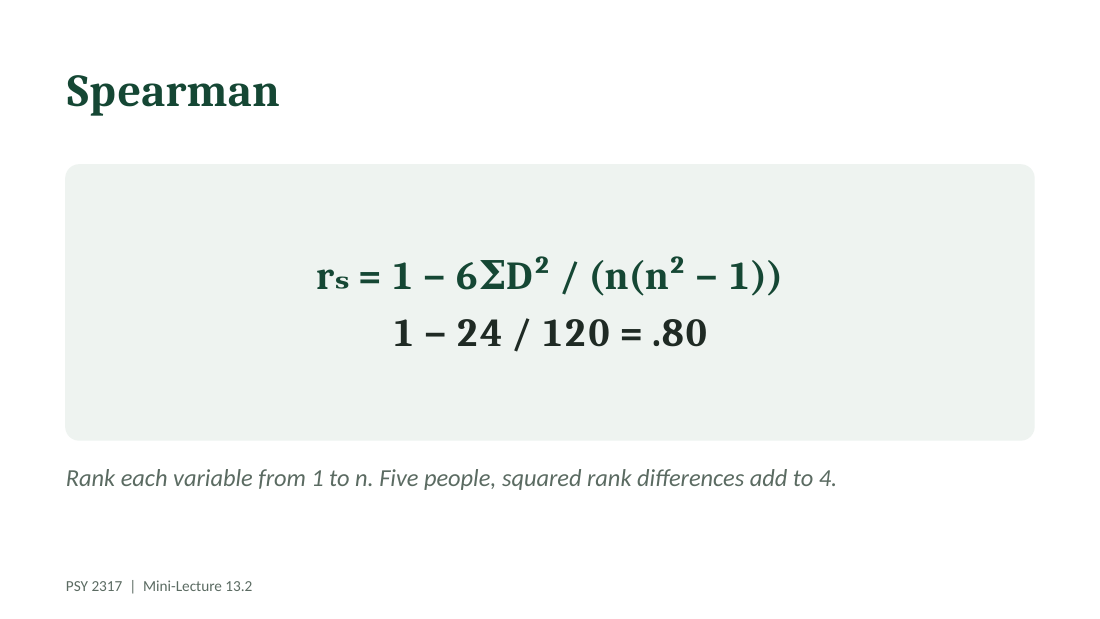 Spearman
rₛ = 1 − 6ΣD² / (n(n² − 1))
1 − 24 / 120 = .80
Rank each variable from 1 to n. Five people, squared rank differences add to 4.
PSY 2317 | Mini-Lecture 13.2